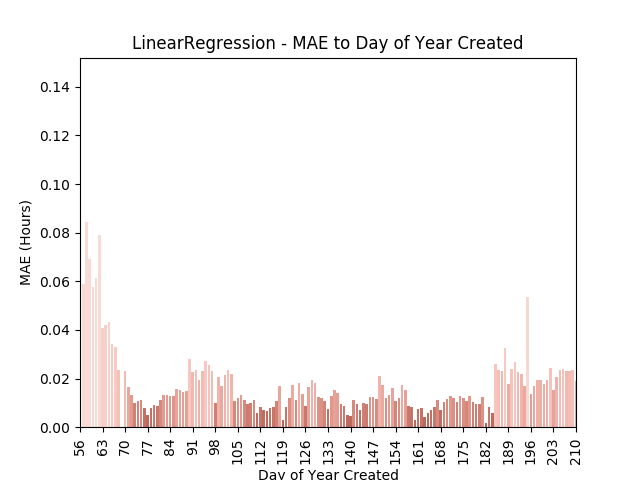 LinearRegression - MAE to Day of Year Created
0.14
0.12
0.10
0.08
0.06
0.04
0.02
0.00
MAE (Hours)
56 63 70 77 84 91 98 105 112 119 126 133 140 147 154 161 168 175 182 189 196 203 210
Day of Year Created